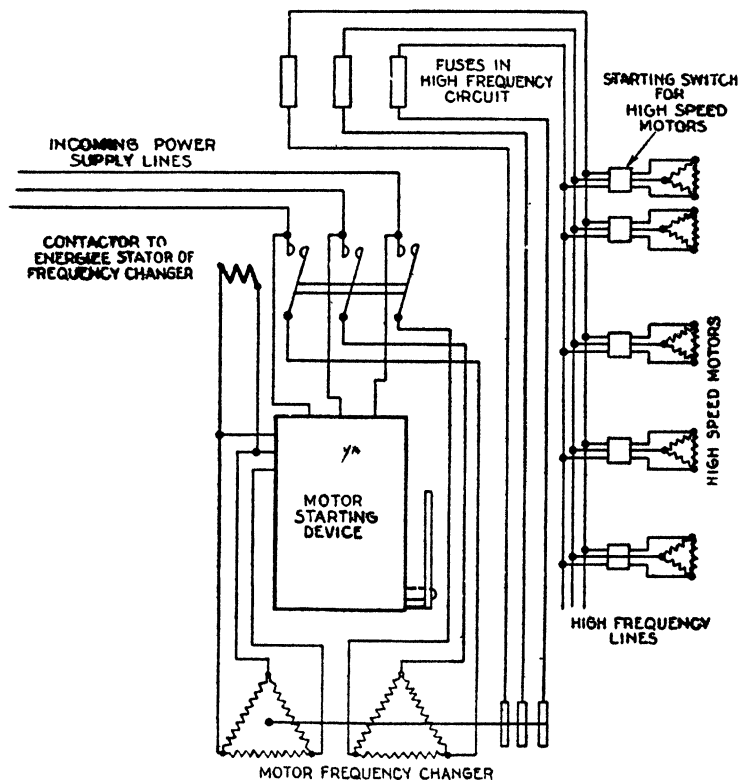 FUSES IN
HIGH FREQUENCY
CIRCUIT
STARTING SWITCH
FOR
HIGH SPEED
MOTORS
INCOMING POWER
SUPPLY LINES
CONTACTOR TO
ENERGIZE STATOR OF
FREQUENCY CHANGER
HIGH SPEED MOTORS
MOTOR
STARTING
DEVICE
HIGH FREQUENCY
LINES
MOTOR FREQUENCY CHANGER